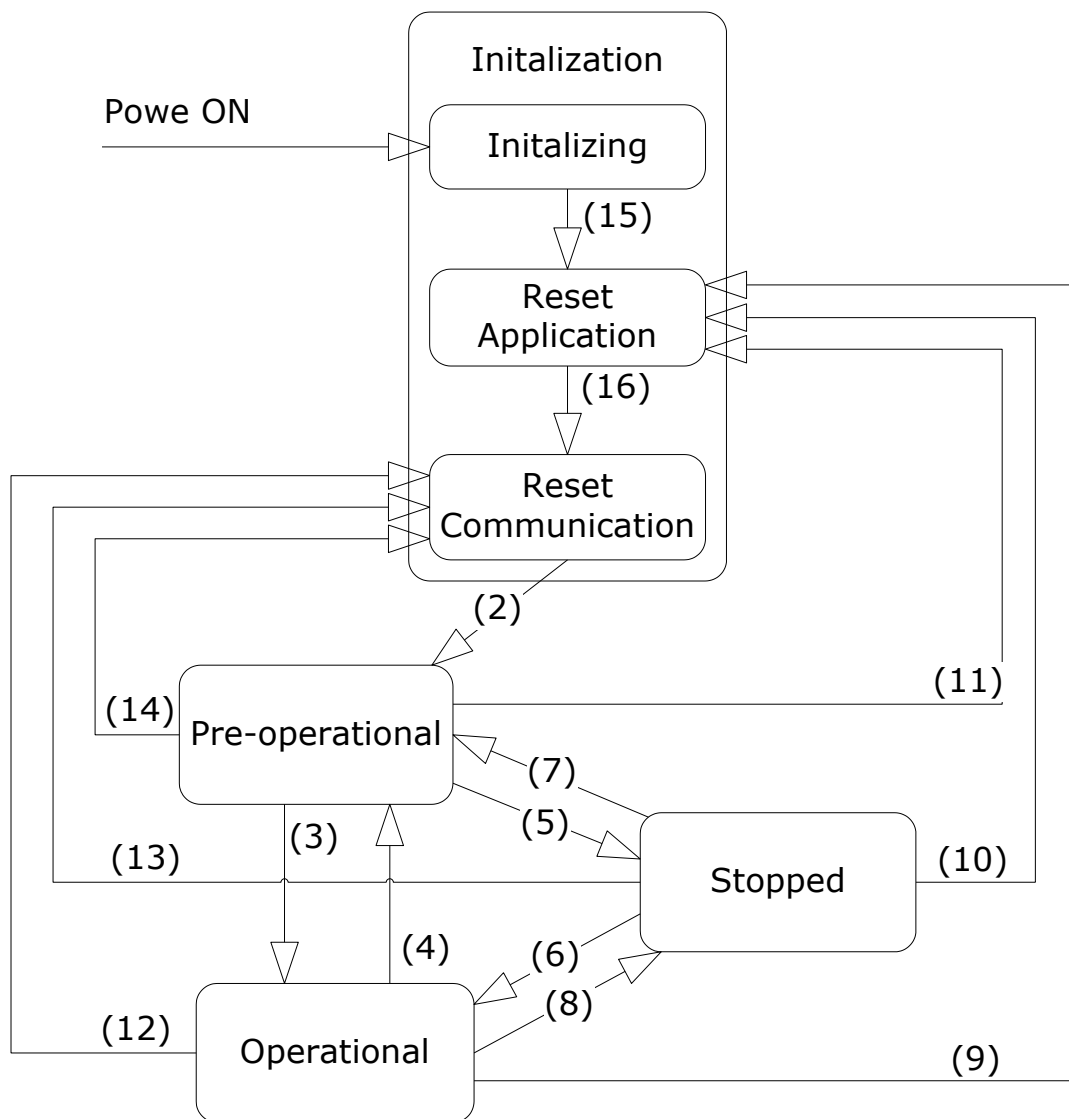 Initalization
Powe ON
Initalizing
(15)
Reset
Application
(16)
Reset
Communication
(2)
(11)
(14)
Pre-operational
(7)
(5)
(3)
(13)
Stopped
(10)
(4)
(6)
(8)
(12)
Operational
(9)